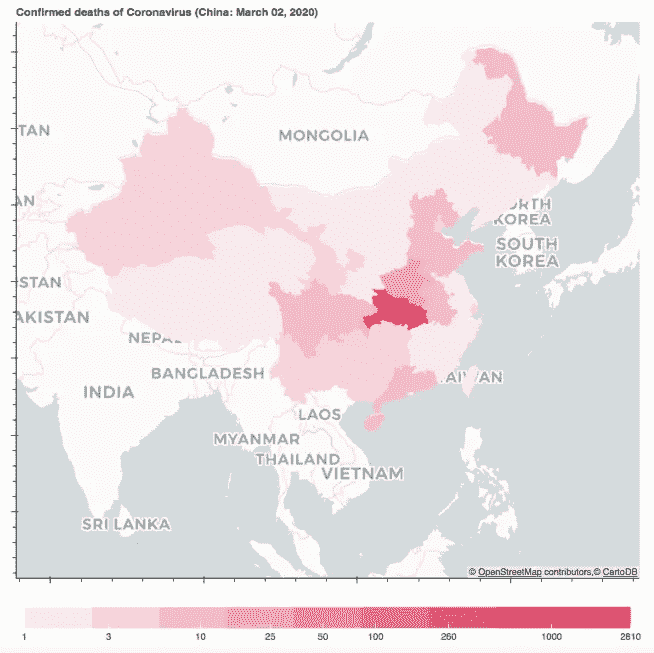 Confirmed deaths of Coronavirus (China: March 02, 2020)
MONGOLIA
TAN
AN
ORTH
KOREA
SOUTH
KOREA
STAN
AKISTAN
NEPAL
BANGLADESH
AIWAN
INDIA
LAOS
MYANMAR
THAILAND
VIETNAM
SRI LANKA
© OpenStreetMap contributors,© CartoDB
1 3 10 25 50 100 260 1000 2810